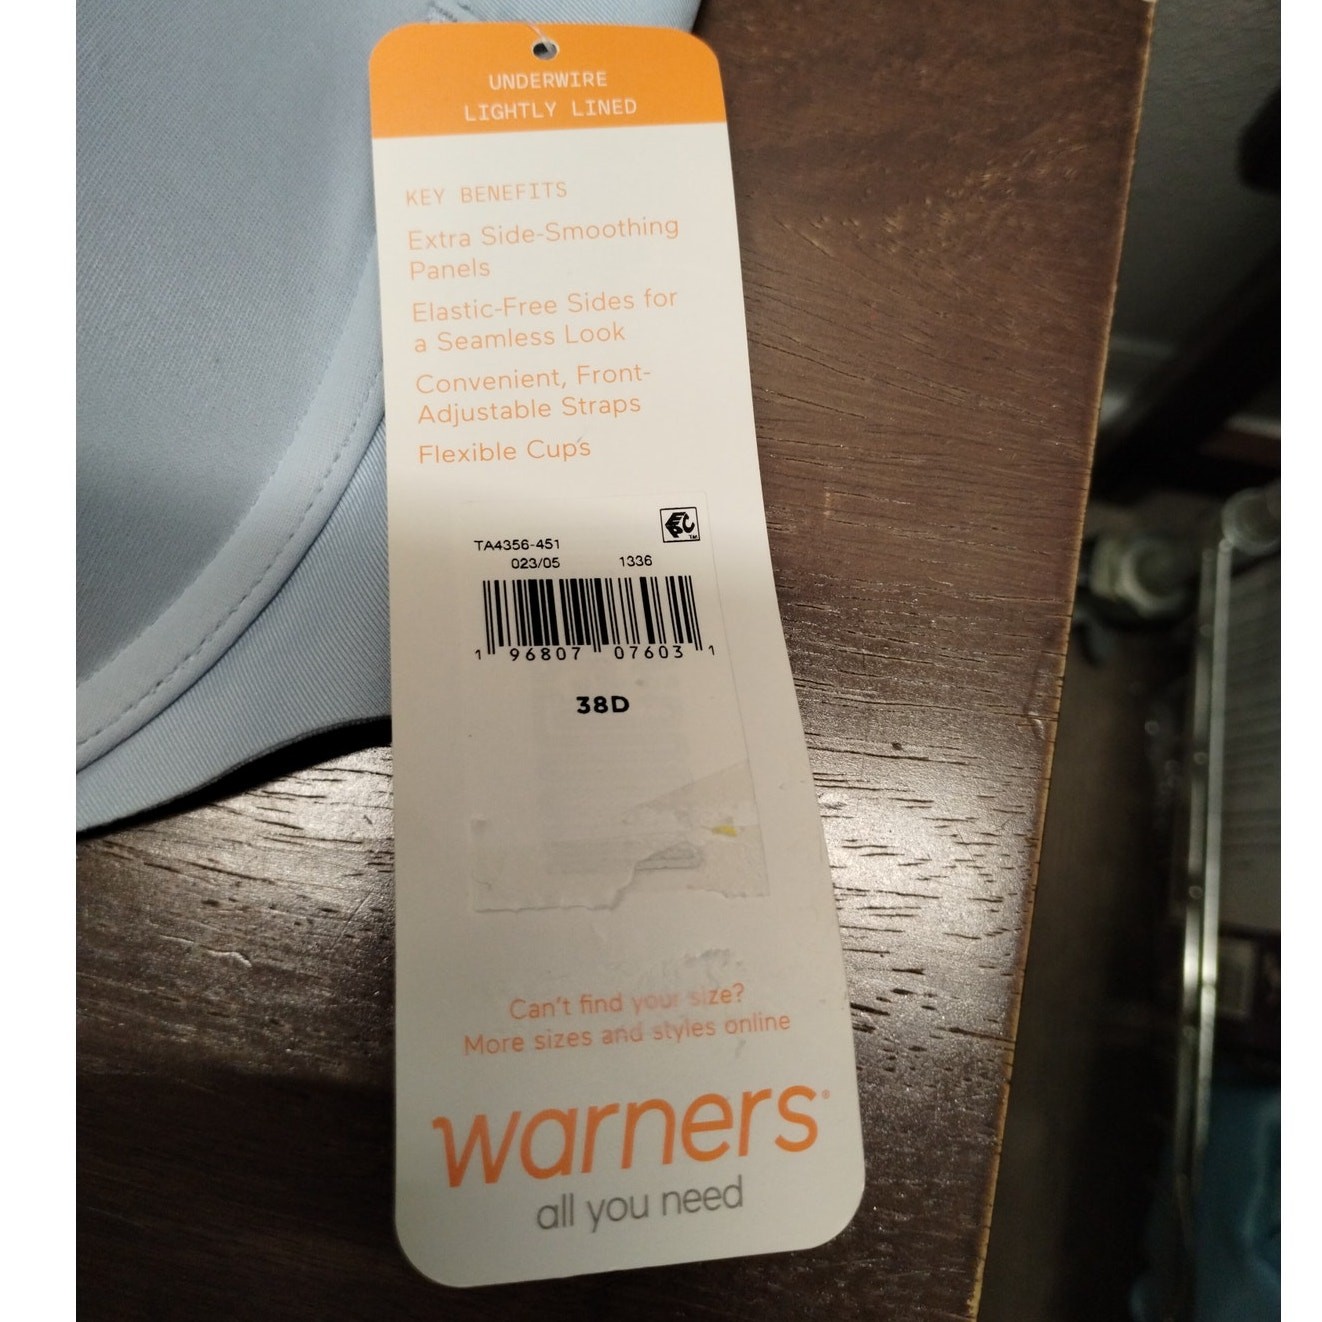 UNDERWIRE
LIGHTLY LINED
KEY BENEFITS
Extra Side-Smoothing
Panels
Elastic-Free Sides for
a Seamless Look
Convenient, Front-
Adjustable Straps
Flexible Cups
EPC
TM
TA4356-451
023/05 1336
1 96807 07603 1
38D
Can't find your size?
More sizes and styles online
warners®
all you need